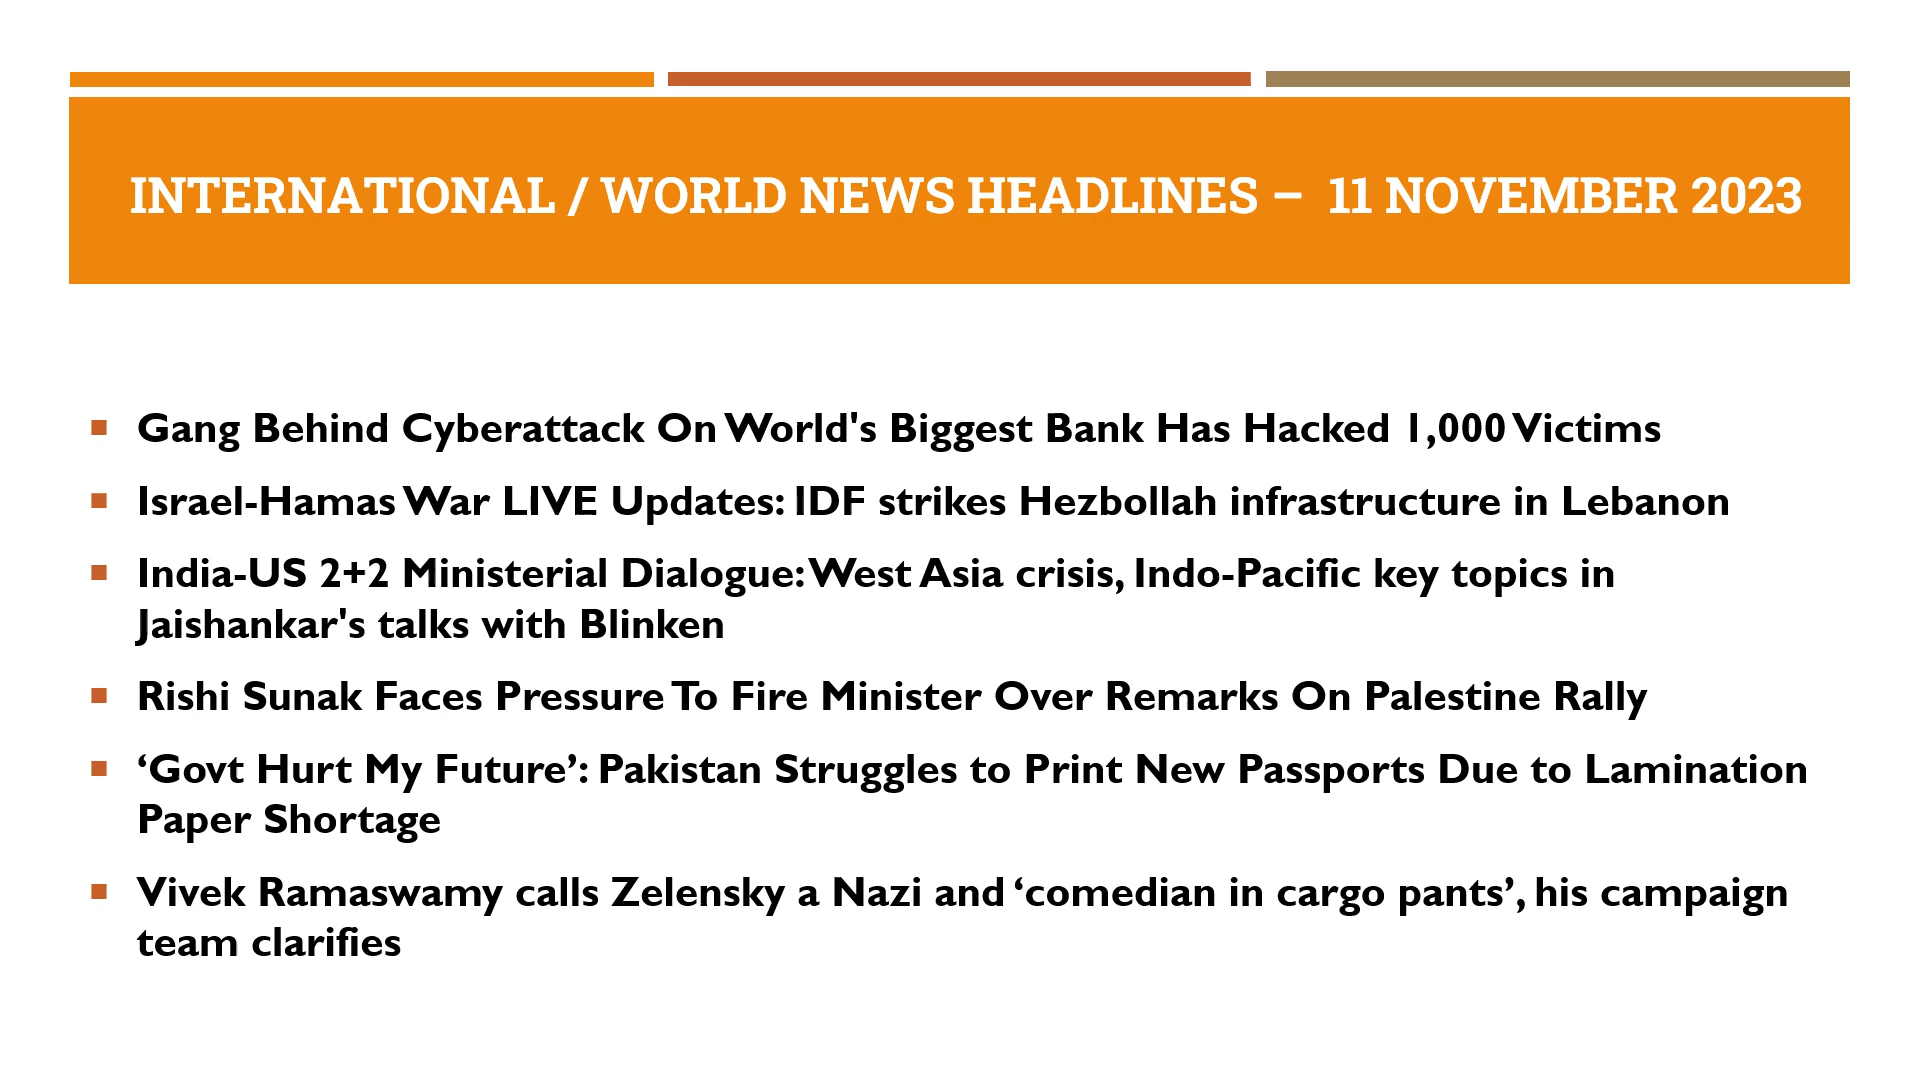 INTERNATIONAL / WORLD NEWS HEADLINES – 11 NOVEMBER 2023
▪ Gang Behind Cyberattack On World's Biggest Bank Has Hacked 1,000 Victims
▪ Israel-Hamas War LIVE Updates: IDF strikes Hezbollah infrastructure in Lebanon
▪ India-US 2+2 Ministerial Dialogue: West Asia crisis, Indo-Pacific key topics in
Jaishankar's talks with Blinken
▪ Rishi Sunak Faces Pressure To Fire Minister Over Remarks On Palestine Rally
▪ ‘Govt Hurt My Future’: Pakistan Struggles to Print New Passports Due to Lamination
Paper Shortage
▪ Vivek Ramaswamy calls Zelensky a Nazi and ‘comedian in cargo pants’, his campaign
team clarifies